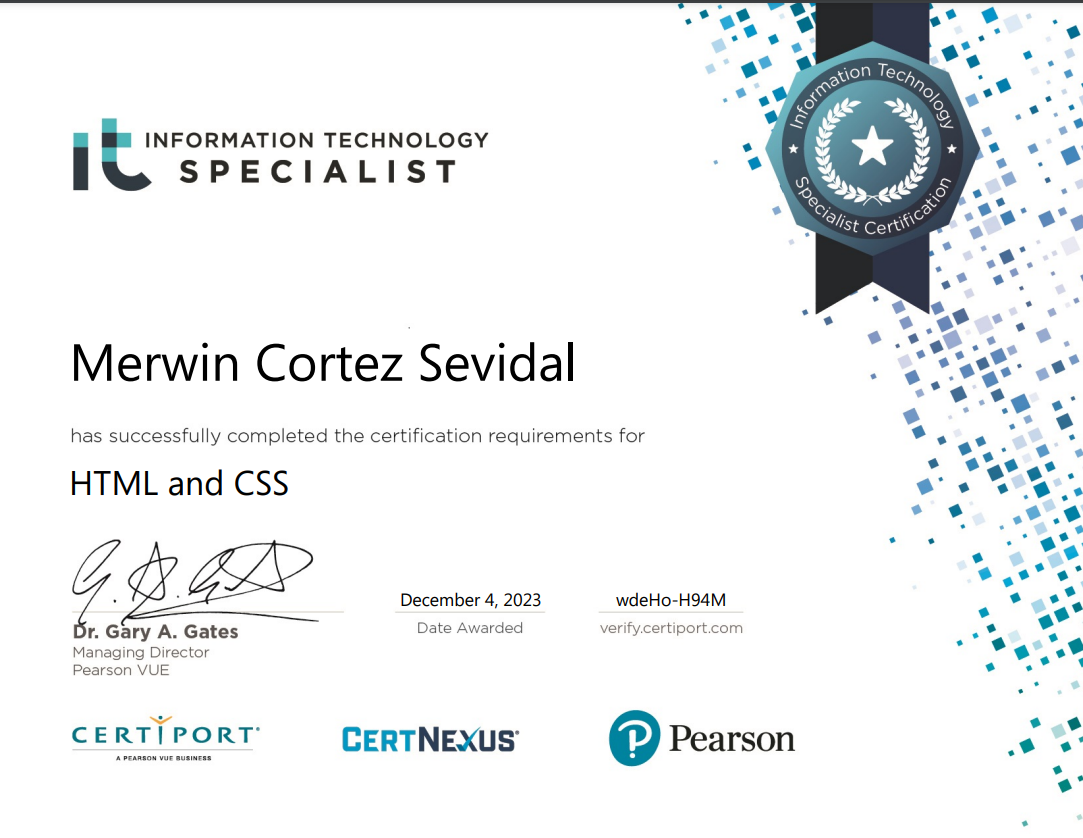 it INFORMATION TECHNOLOGY
SPECIALIST
Information Technology
Specialist Certification
Merwin Cortez Sevidal
has successfully completed the certification requirements for
HTML and CSS
December 4, 2023
wdeHo-H94M
Dr. Gary A. Gates
Date Awarded
verify.certiport.com
Managing Director
Pearson VUE
CERTIPORT
A PEARSON VUE BUSINESS
CERTNEXUS®
Pearson